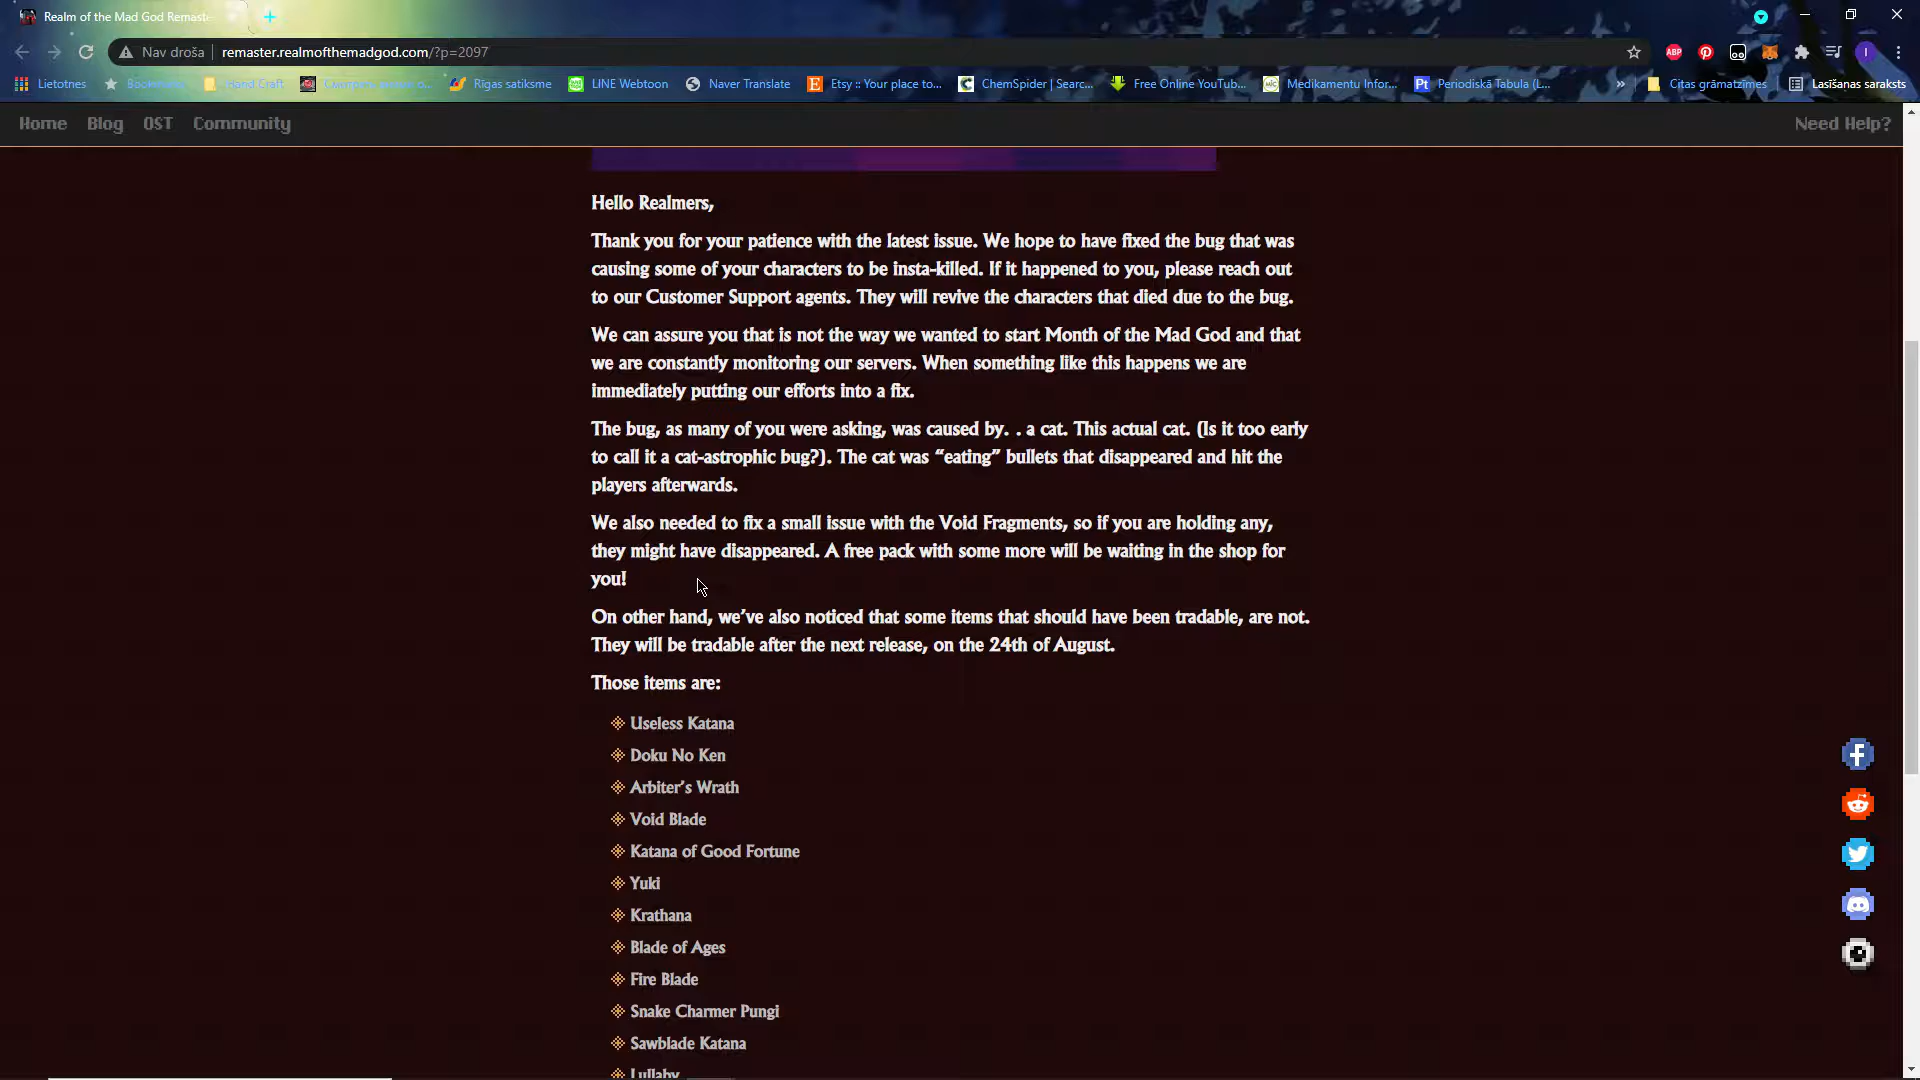 Realm of the Mad God Remaste
Nav droša
remaster.realmofthemadgod.com/?p=2097
ABP
I
Lietotnes
Bookmarks
Hand Craft
Rīgas satiksme
LINE Webtoon
Naver Translate
Etsy :: Your place to...
ChemSpider | Searc...
Free Online YouTub...
Medikamentu Infor...
Pt
Periodiskā Tabula (L...
»
Citas grāmatzīmes
Lasīšanas saraksts
Home
Blog
OST
Community
Need Help?
Hello Realmers,
Thank you for your patience with the latest issue. We hope to have fixed the bug that was
causing some of your characters to be insta-killed. If it happened to you, please reach out
to our Customer Support agents. They will revive the characters that died due to the bug.
We can assure you that is not the way we wanted to start Month of the Mad God and that
we are constantly monitoring our servers. When something like this happens we are
immediately putting our efforts into a fix.
The bug, as many of you were asking, was caused by. . a cat. This actual cat. (Is it too early
to call it a cat-astrophic bug?). The cat was “eating” bullets that disappeared and hit the
players afterwards.
We also needed to fix a small issue with the Void Fragments, so if you are holding any,
they might have disappeared. A free pack with some more will be waiting in the shop for
you!
On other hand, we’ve also noticed that some items that should have been tradable, are not.
They will be tradable after the next release, on the 24th of August.
Those items are:
Useless Katana
Doku No Ken
Arbiter’s Wrath
Void Blade
Katana of Good Fortune
Yuki
Krathana
Blade of Ages
Fire Blade
Snake Charmer Pungi
Sawblade Katana
Lullaby